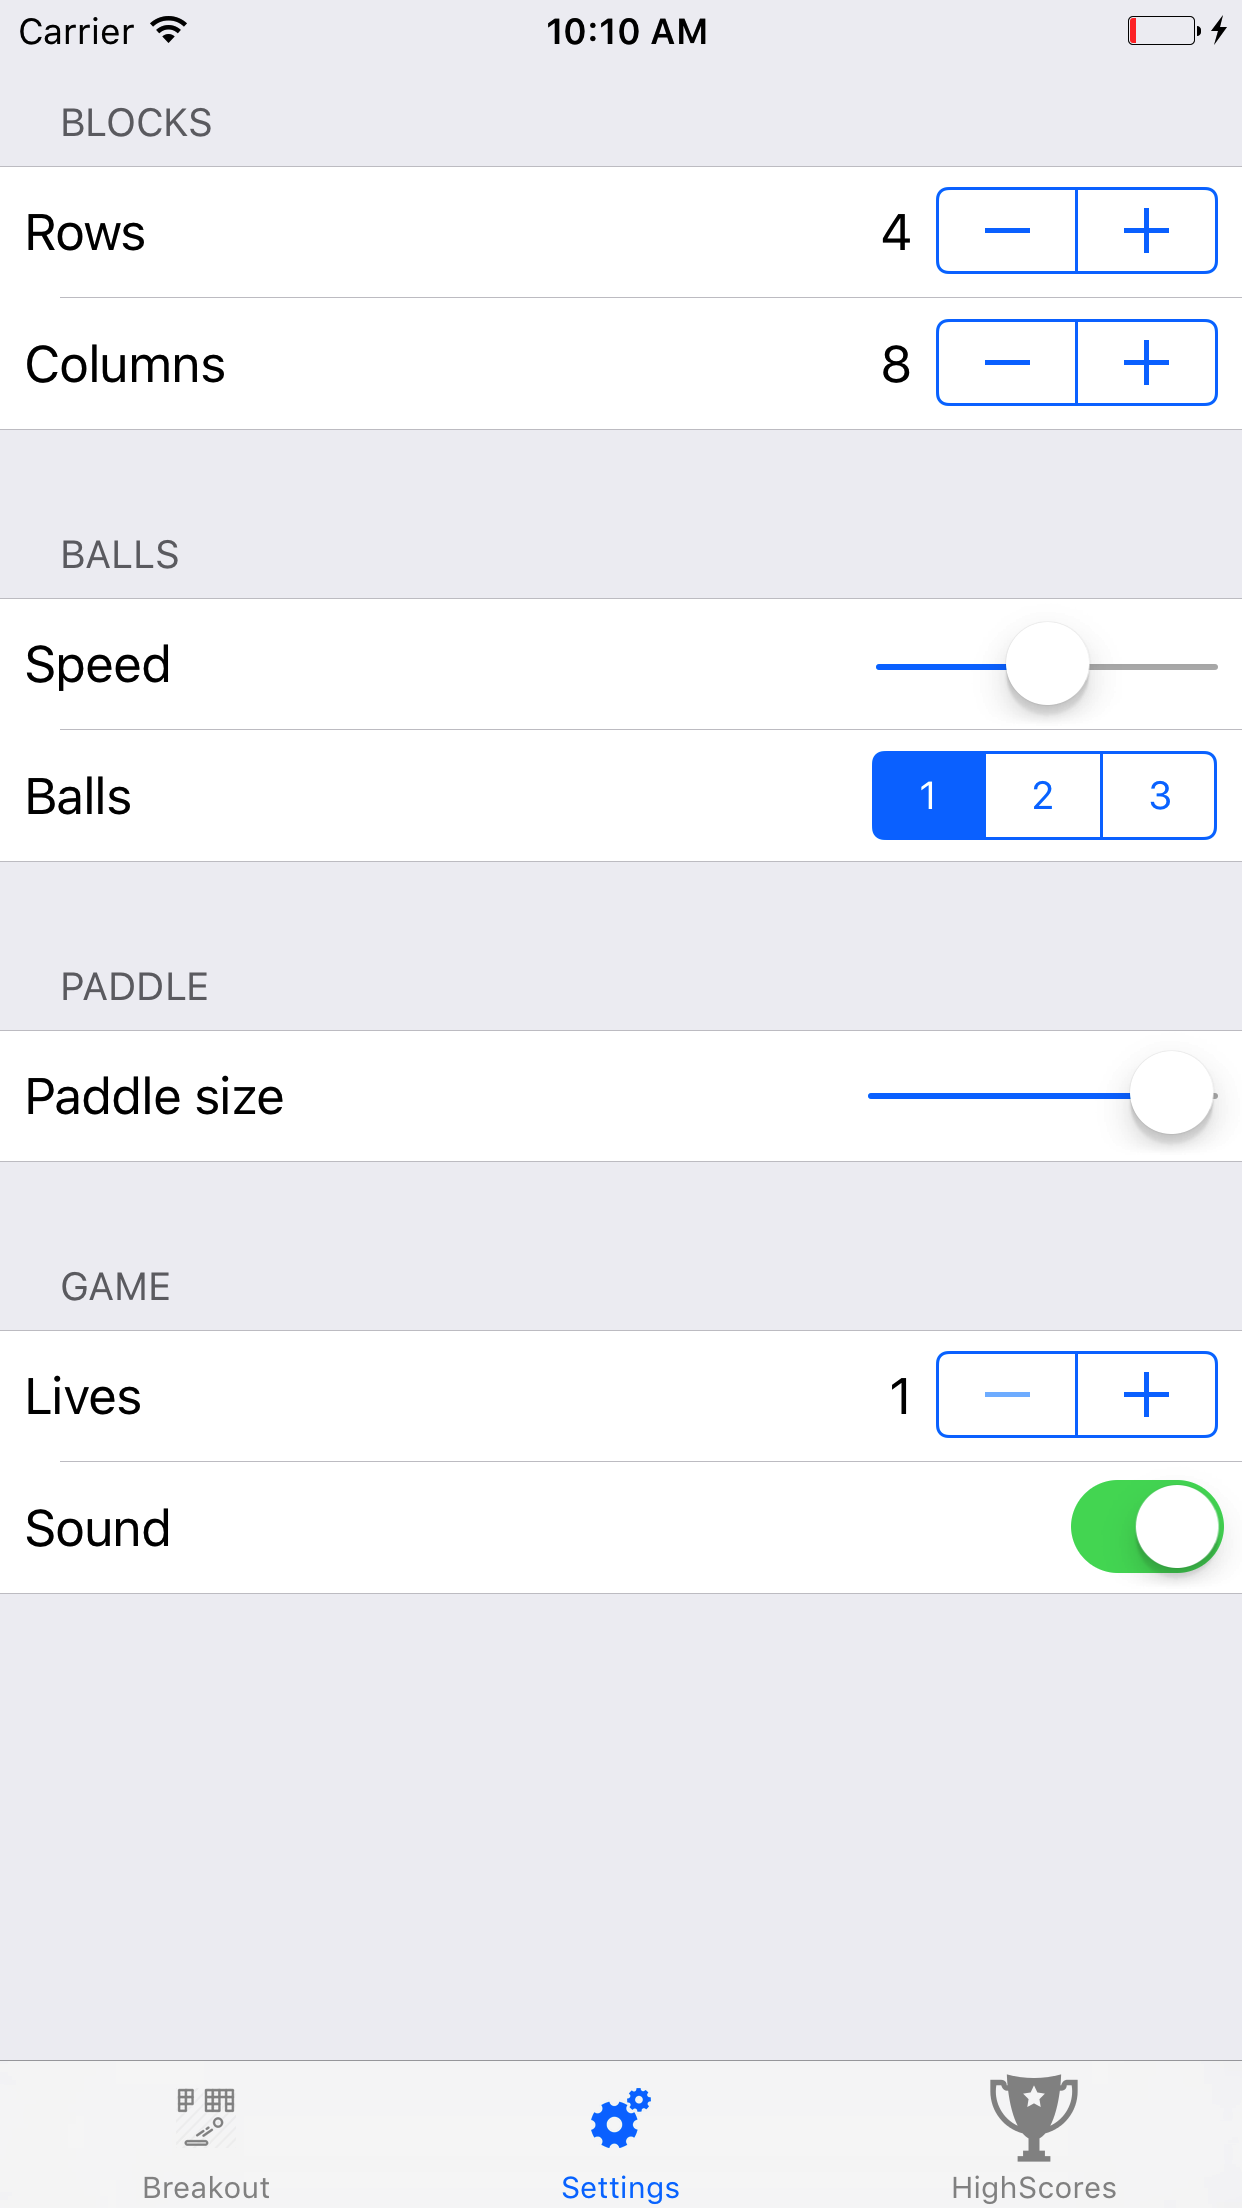 Carrier 10:10 AM
BLOCKS
Rows 4
Columns 8
BALLS
Speed
Balls 1 2 3
PADDLE
Paddle size
GAME
Lives 1
Sound
Breakout Settings HighScores